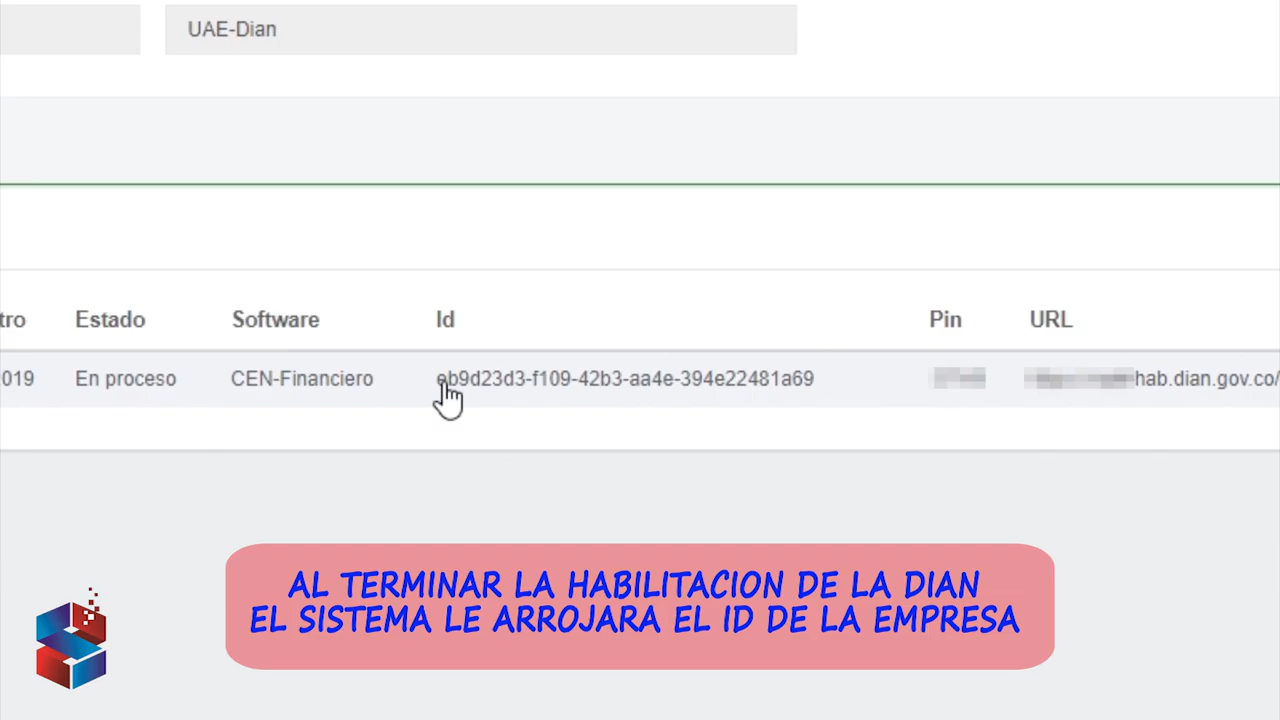 UAE-Dian
tro Estado Software Id Pin URL
2019 En proceso CEN-Financiero eb9d23d3-f109-42b3-aa4e-394e22481a69 hab.dian.gov.co/
AL TERMINAR LA HABILITACION DE LA DIAN
EL SISTEMA LE ARROJARA EL ID DE LA EMPRESA